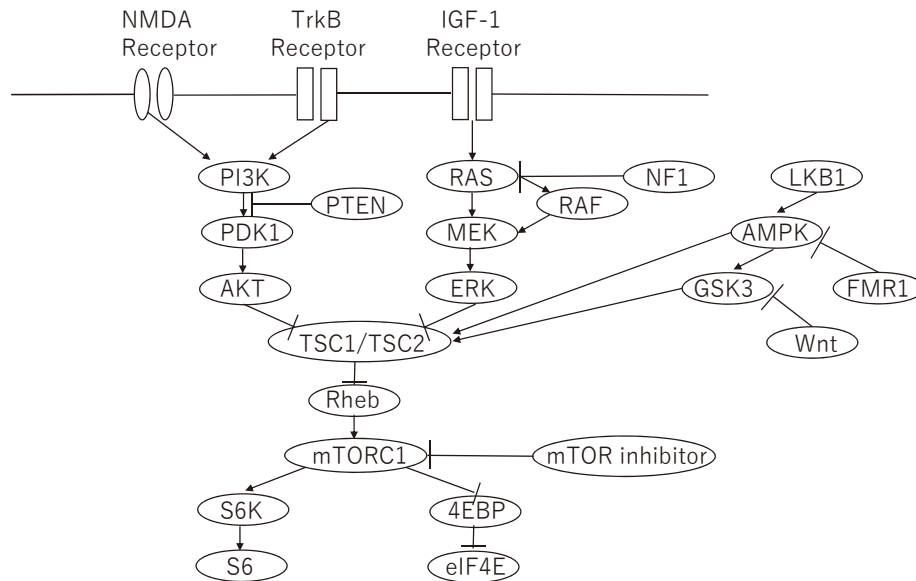 NMDA
Receptor
TrkB
Receptor
IGF-1
Receptor
PI3K
RAS
NF1
LKB1
PTEN
RAF
PDK1
MEK
AMPK
AKT
ERK
GSK3
FMR1
TSC1/TSC2
Wnt
Rheb
mTORC1
mTOR inhibitor
S6K
4EBP
S6
eIF4E